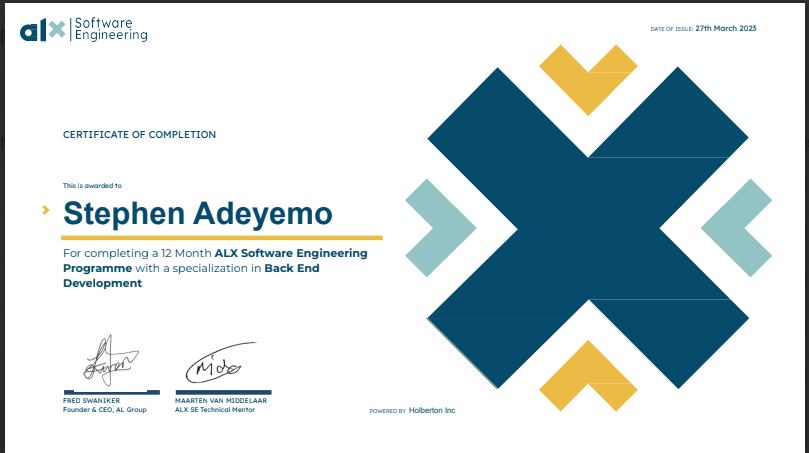 alx Software
Engineering
DATE OF ISSUE: 27th March 2023
CERTIFICATE OF COMPLETION
This is awarded to
Stephen Adeyemo
For completing a 12 Month ALX Software Engineering
Programme with a specialization in Back End
Development
FRED SWANIKER
Founder & CEO, AL Group
MAARTEN VAN MIDDELAAR
ALX SE Technical Mentor
POWERED BY Holberton Inc